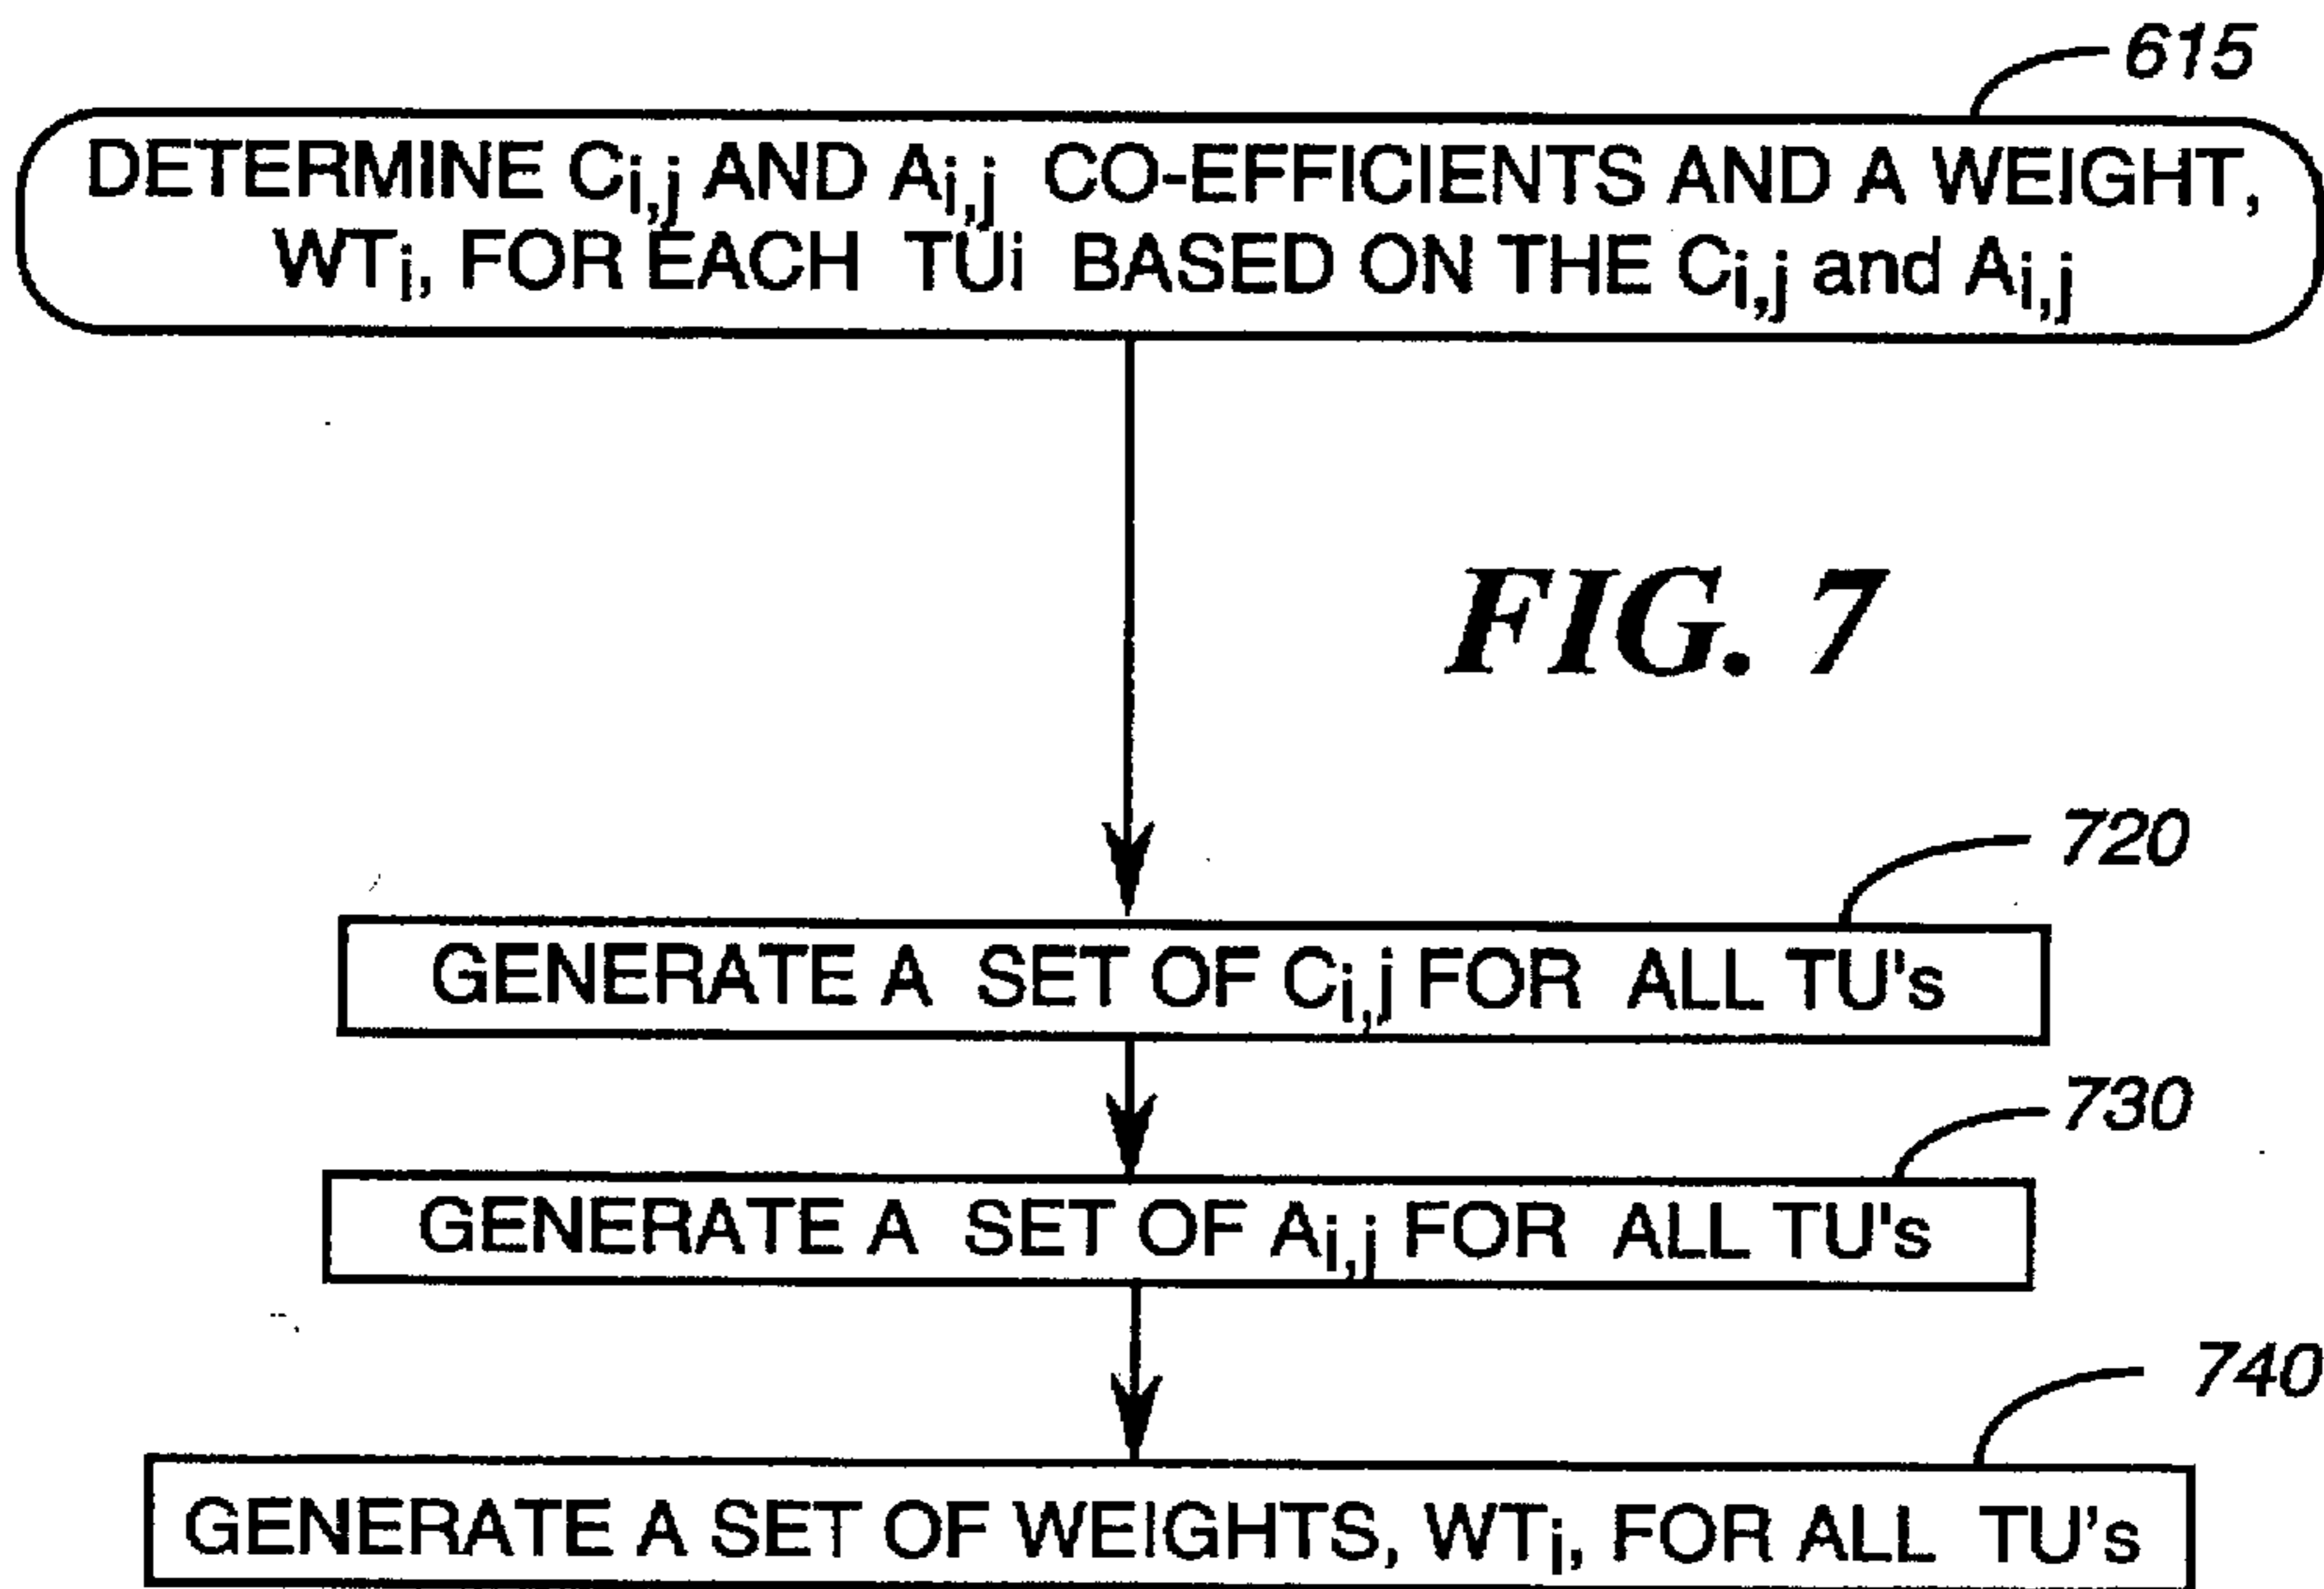 615
DETERMINE Ci,j AND Ai,j CO-EFFICIENTS AND A WEIGHT,
WTi, FOR EACH TUi BASED ON THE Ci,j and Ai,j
FIG. 7
720
GENERATE A SET OF Ci,j FOR ALL TU's
730
GENERATE A SET OF Ai,j FOR ALL TU's
740
GENERATE A SET OF WEIGHTS, WTi, FOR ALL TU's